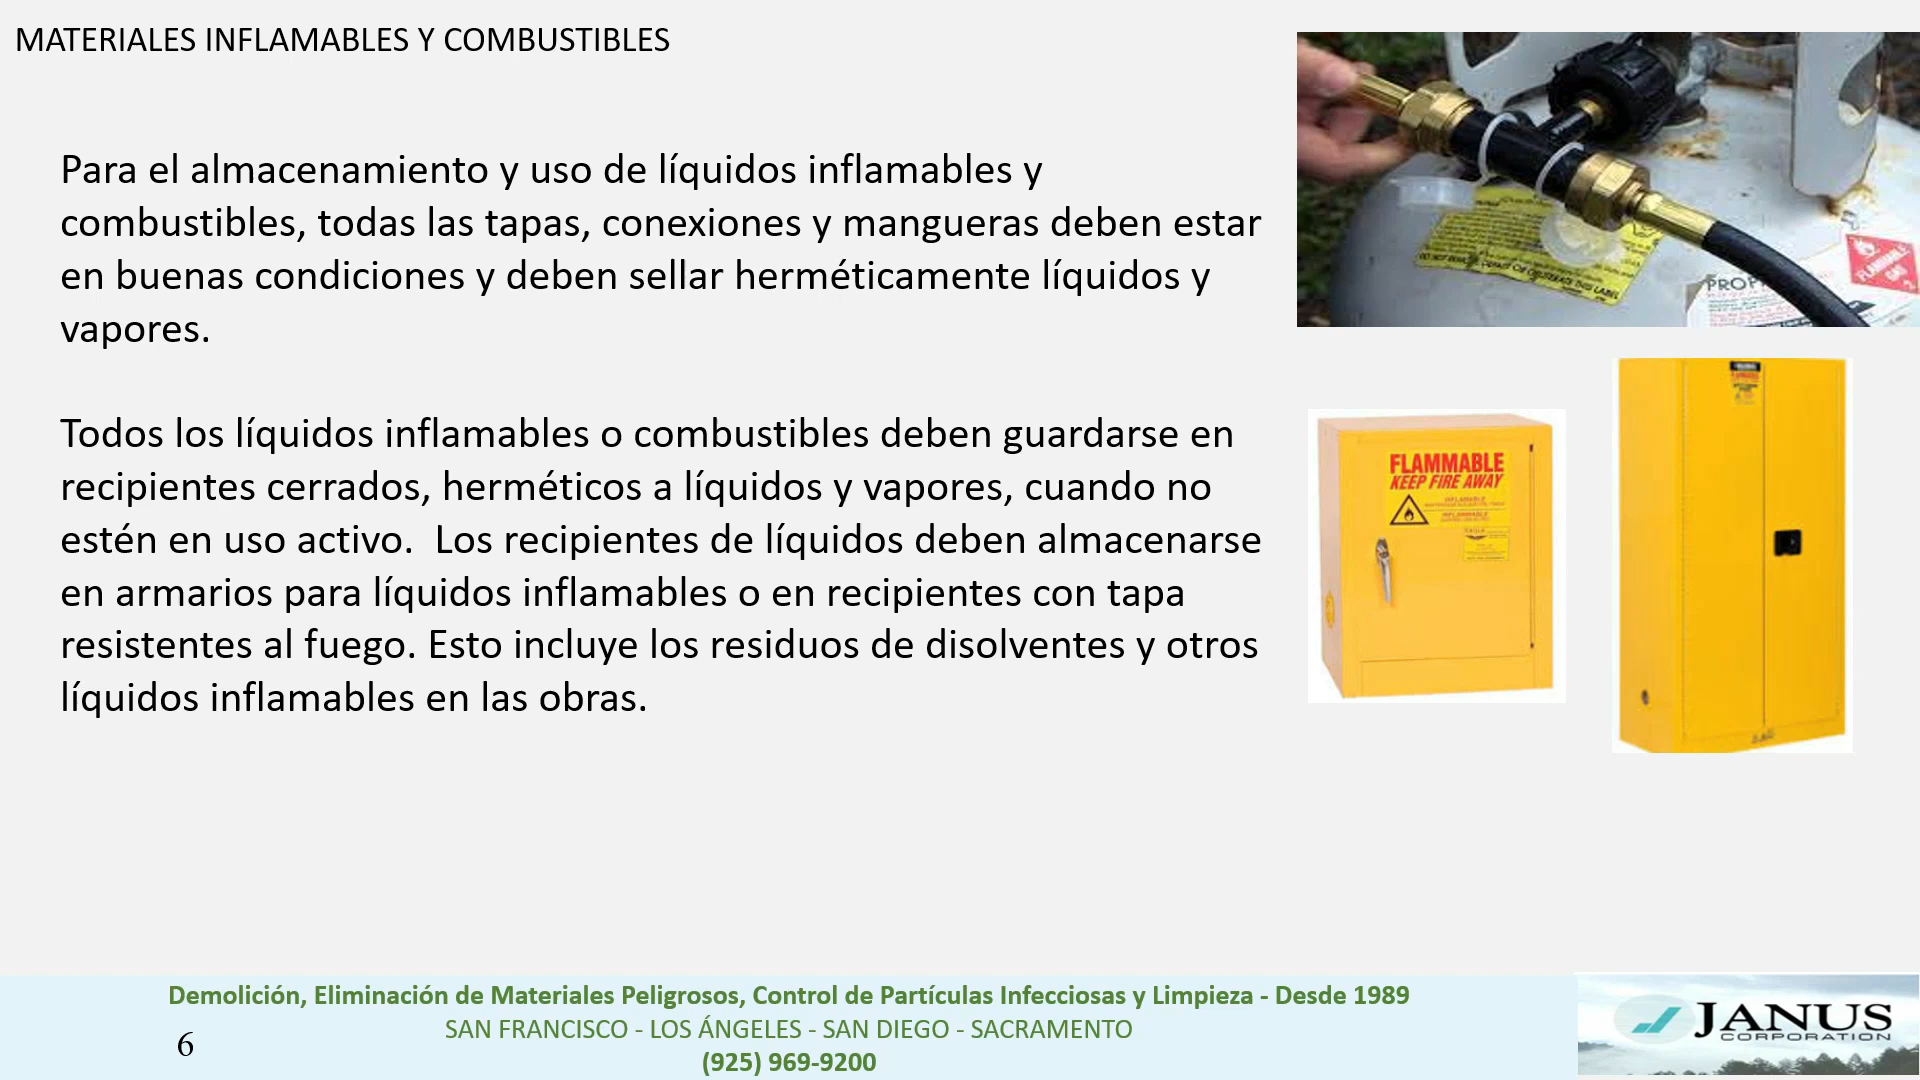 MATERIALES INFLAMABLES Y COMBUSTIBLES
Para el almacenamiento y uso de líquidos inflamables y
combustibles, todas las tapas, conexiones y mangueras deben estar
en buenas condiciones y deben sellar herméticamente líquidos y
vapores.
Todos los líquidos inflamables o combustibles deben guardarse en
recipientes cerrados, herméticos a líquidos y vapores, cuando no
estén en uso activo.  Los recipientes de líquidos deben almacenarse
en armarios para líquidos inflamables o en recipientes con tapa
resistentes al fuego. Esto incluye los residuos de disolventes y otros
líquidos inflamables en las obras.
FLAMMABLE
GAS
FLAMMABLE
KEEP FIRE AWAY
Demolición, Eliminación de Materiales Peligrosos, Control de Partículas Infecciosas y Limpieza - Desde 1989
SAN FRANCISCO - LOS ÁNGELES - SAN DIEGO - SACRAMENTO
(925) 969-9200
6
JANUS
CORPORATION